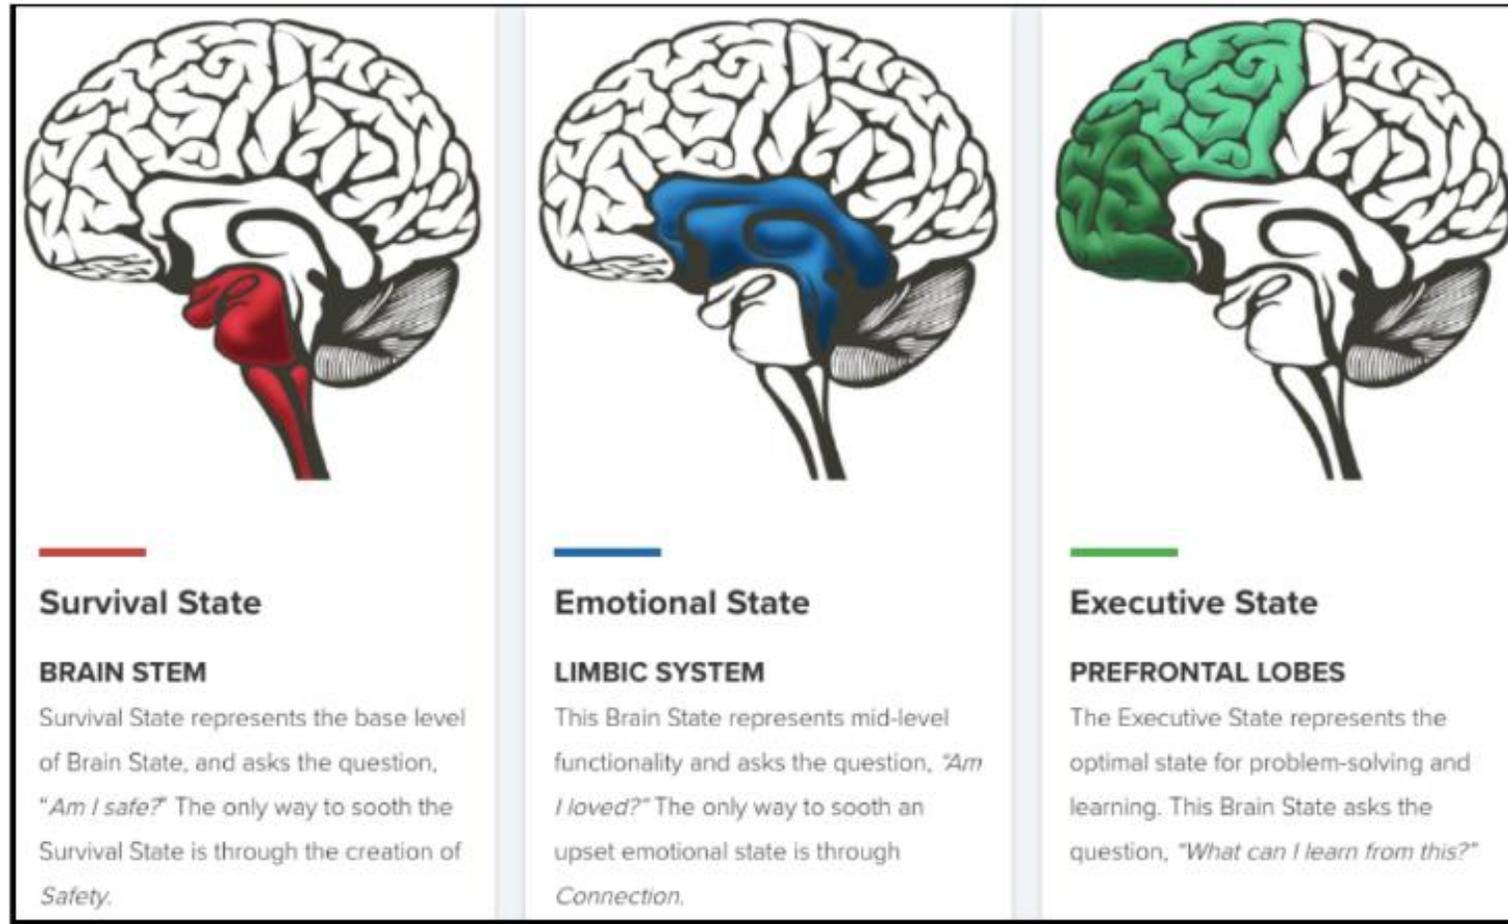 Survival State
BRAIN STEM
Survival State represents the base level
of Brain State, and asks the question,
"Am I safe?" The only way to sooth the
Survival State is through the creation of
Safety.
Emotional State
LIMBIC SYSTEM
This Brain State represents mid-level
functionality and asks the question, "Am
I loved?" The only way to sooth an
upset emotional state is through
Connection.
Executive State
PREFRONTAL LOBES
The Executive State represents the
optimal state for problem-solving and
learning. This Brain State asks the
question, "What can I learn from this?"